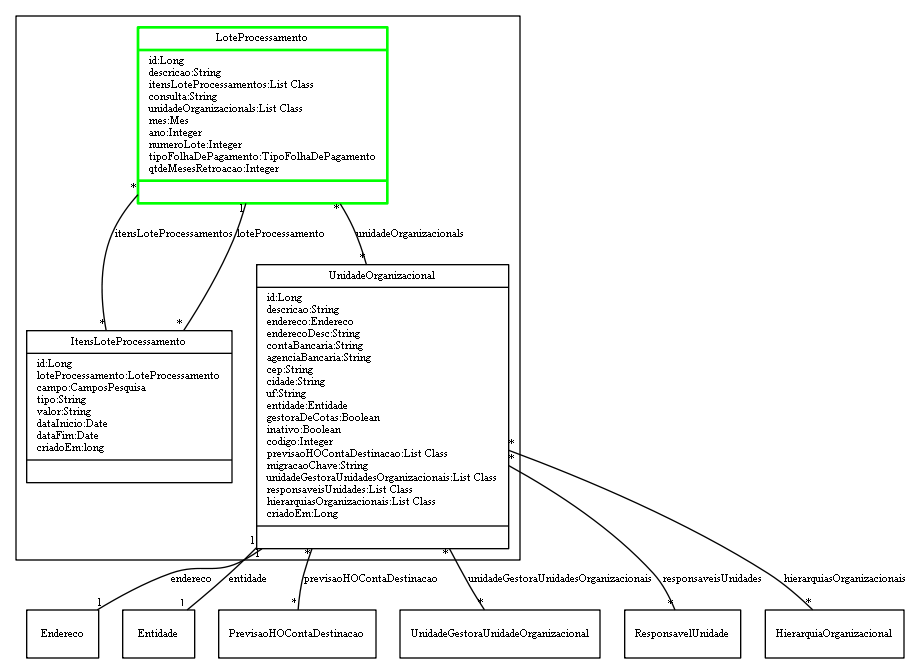 LoteProcessamento
id:Long
descricao:String
itensLoteProcessamentos:List Class
consulta:String
unidadeOrganizacionals:List Class
mes:Mes
ano:Integer
numeroLote:Integer
tipoFolhaDePagamento:TipoFolhaDePagamento
qtdeMesesRetroacao:Integer
* 1 *
itensLoteProcessamentos loteProcessamento unidadeOrganizacionals
* * *
UnidadeOrganizacional
id:Long
descricao:String
endereco:Endereco
enderecoDesc:String
contaBancaria:String
agenciaBancaria:String
cep:String
cidade:String
uf:String
entidade:Entidade
gestoraDeCotas:Boolean
inativo:Boolean
codigo:Integer
previsaoHOContaDestinacao:List Class
migracaoChave:String
unidadeGestoraUnidadesOrganizacionais:List Class
responsaveisUnidades:List Class
hierarquiasOrganizacionais:List Class
criadoEm:Long
ItensLoteProcessamento
id:Long
loteProcessamento:LoteProcessamento
campo:CamposPesquisa
tipo:String
valor:String
dataInicio:Date
dataFim:Date
criadoEm:long
*
*
1 1 * *
endereco entidade previsaoHOContaDestinacao unidadeGestoraUnidadesOrganizacionais responsaveisUnidades hierarquiasOrganizacionais
1 1 * * * *
Endereco Entidade PrevisaoHOContaDestinacao UnidadeGestoraUnidadeOrganizacional ResponsavelUnidade HierarquiaOrganizacional